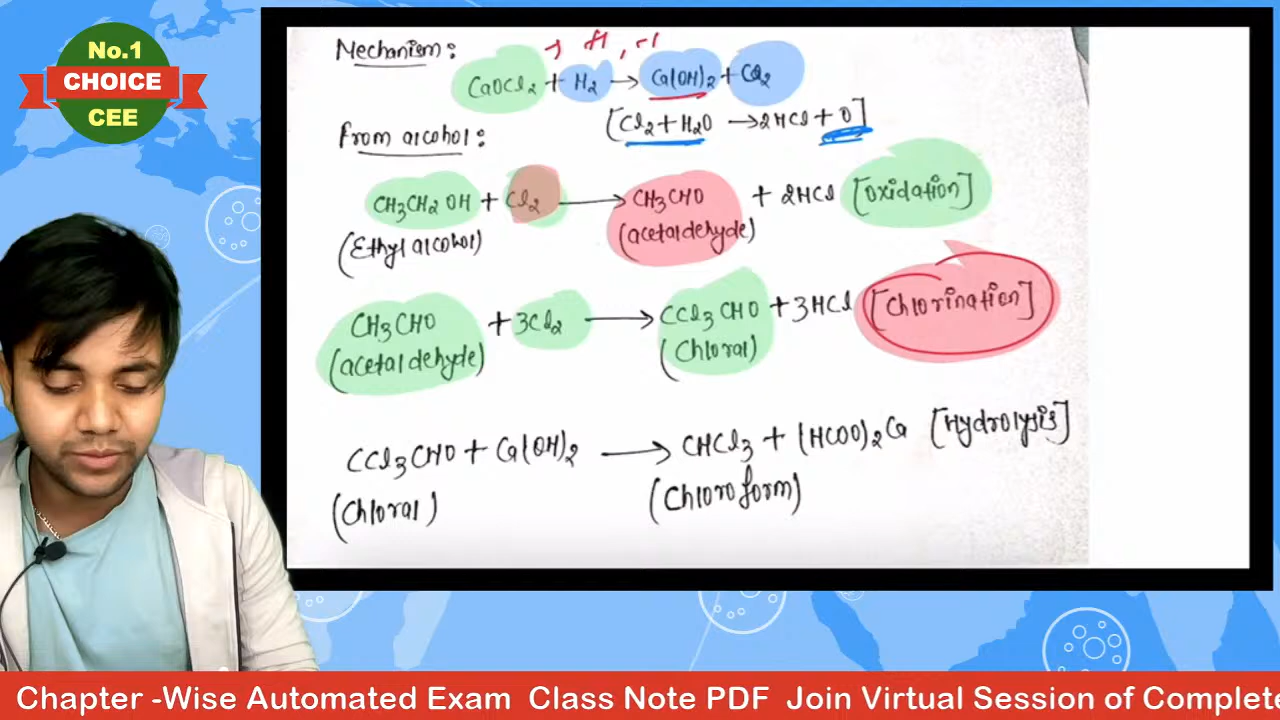 No.1
CHOICE
CEE
Mechanism:
CaOCl₂ + H₂ → Ca(OH)₂ + Cl₂
[Cl₂ + H₂O → 2HCl + O]
From alcohol:
CH₃CH₂OH + Cl₂ → CH₃CHO + 2HCl [Oxidation]
(Ethyl alcohol) (acetaldehyde)
CH₃CHO + 3Cl₂ → CCl₃CHO + 3HCl [Chlorination]
(acetaldehyde) (Chloral)
CCl₃CHO + Ca(OH)₂ → CHCl₃ + (HCOO)₂Ca [Hydrolysis]
(Chloral) (Chloroform)
Chapter -Wise Automated Exam Class Note PDF Join Virtual Session of Complete